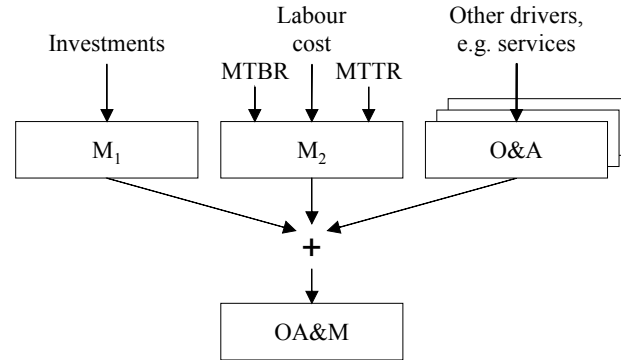 Investments
Labour
cost
MTBR
MTTR
Other drivers,
e.g. services
M₁
M₂
O&A
+
OA&M